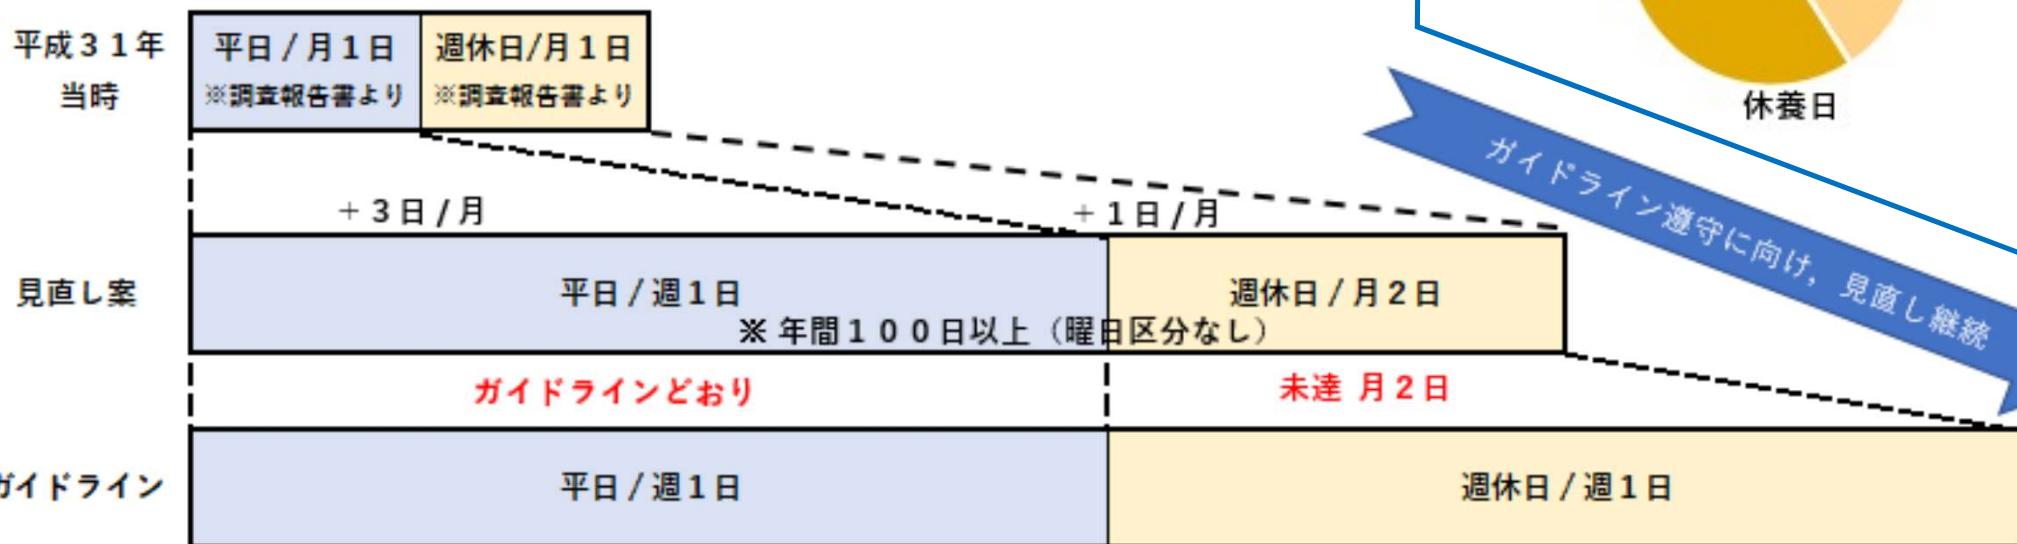 平成３１年
当時
平日 / 月１日
※調査報告書より
週休日/月１日
※調査報告書より
休養日
ガイドライン遵守に向け，見直し継続
＋３日 / 月
＋１日 / 月
見直し案
平日 / 週１日
週休日 / 月２日
※ 年間１００日以上（曜日区分なし）
ガイドラインどおり
未達 月２日
ガイドライン
平日 / 週１日
週休日 / 週１日